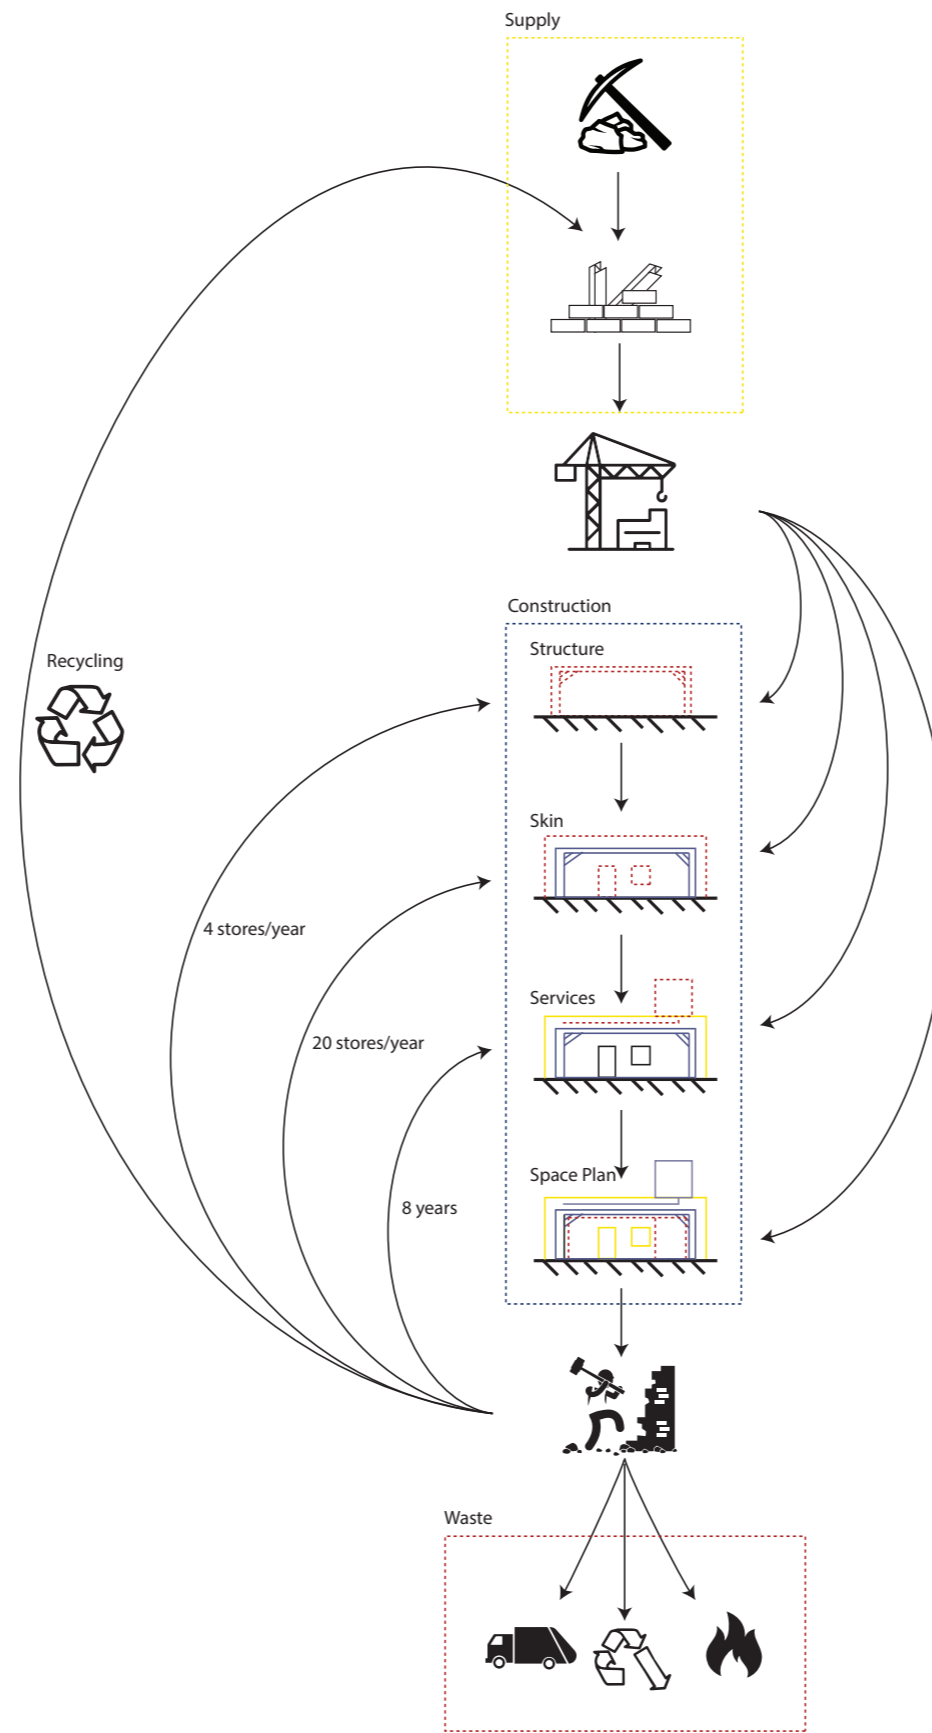 Supply
Construction
Structure
Recycling
Skin
4 stores/year
Services
20 stores/year
Space Plan
8 years
Waste